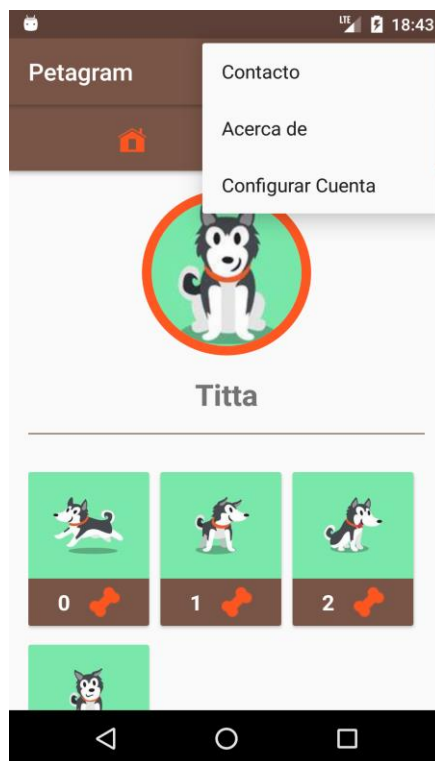 LTE 18:43
Petagram
Contacto
Acerca de
Configurar Cuenta
Titta
0 1 2